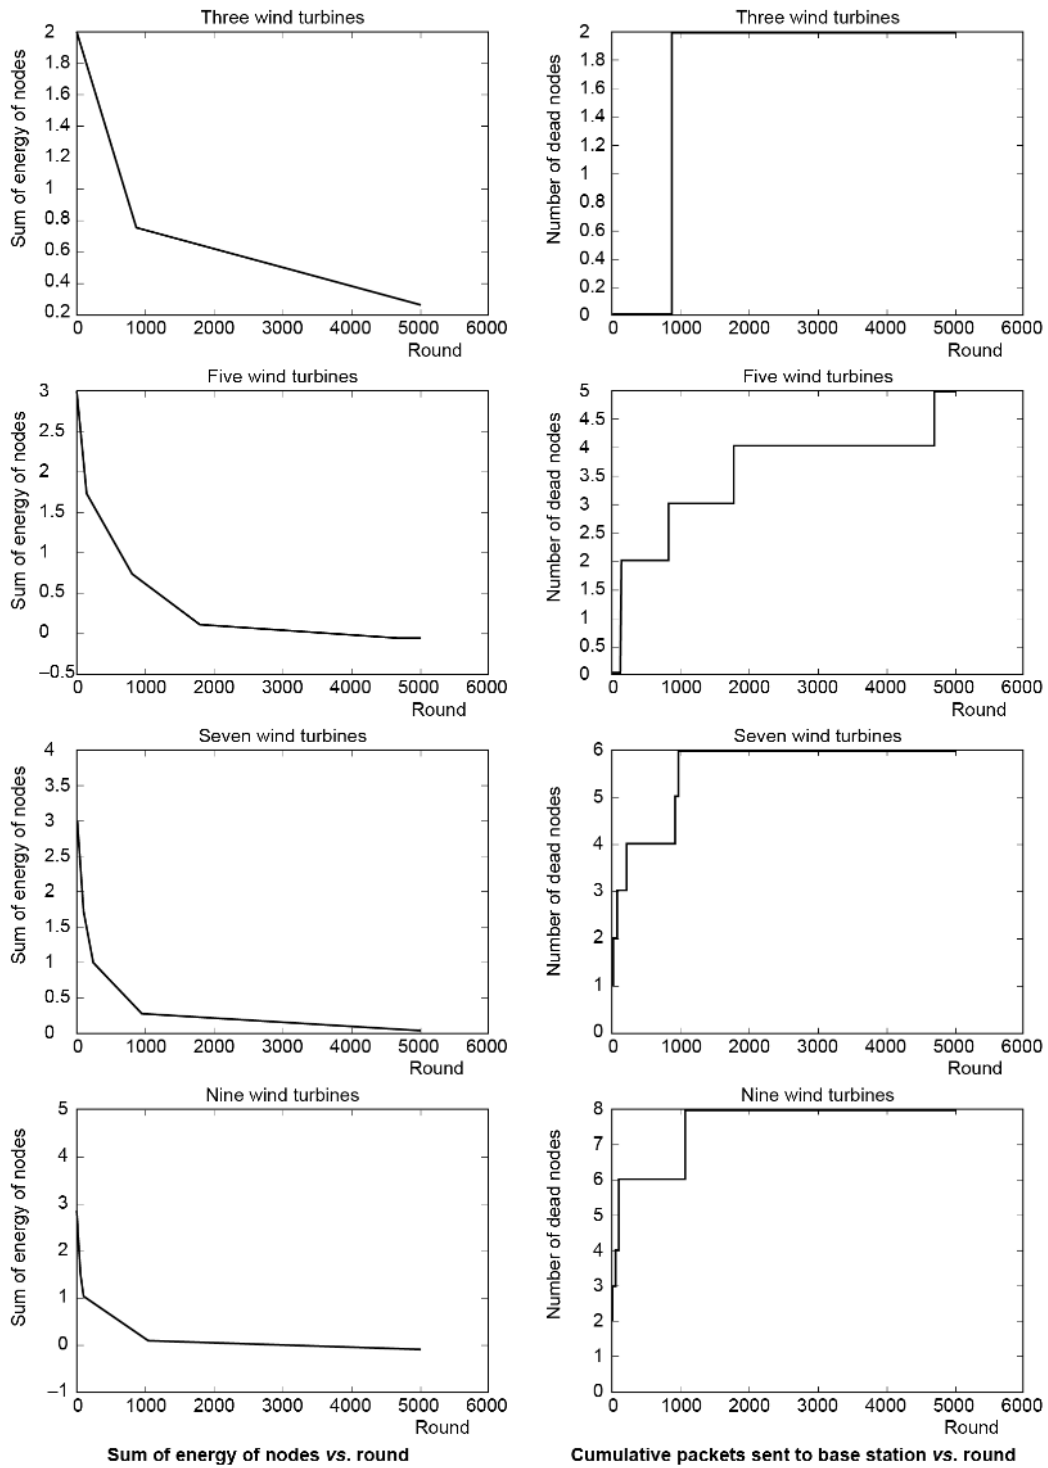 Three wind turbines
Sum of energy of nodes
2
1.8
1.6
1.4
1.2
1
0.8
0.6
0.4
0.2
0 1000 2000 3000 4000 5000 6000
Round
Three wind turbines
Number of dead nodes
2
1.8
1.6
1.4
1.2
1
0.8
0.6
0.4
0.2
0
0 1000 2000 3000 4000 5000 6000
Round
Five wind turbines
Sum of energy of nodes
3
2.5
2
1.5
1
0.5
0
–0.5
0 1000 2000 3000 4000 5000 6000
Round
Five wind turbines
Number of dead nodes
5
4.5
4
3.5
3
2.5
2
1.5
1
0.5
0
0 1000 2000 3000 4000 5000 6000
Round
Seven wind turbines
Sum of energy of nodes
4
3.5
3
2.5
2
1.5
1
0.5
0
0 1000 2000 3000 4000 5000 6000
Round
Seven wind turbines
Number of dead nodes
6
5
4
3
2
1
0
0 1000 2000 3000 4000 5000 6000
Round
Nine wind turbines
Sum of energy of nodes
5
4
3
2
1
0
–1
0 1000 2000 3000 4000 5000 6000
Round
Nine wind turbines
Number of dead nodes
8
7
6
5
4
3
2
1
0
0 1000 2000 3000 4000 5000 6000
Round
Sum of energy of nodes vs. round
Cumulative packets sent to base station vs. round